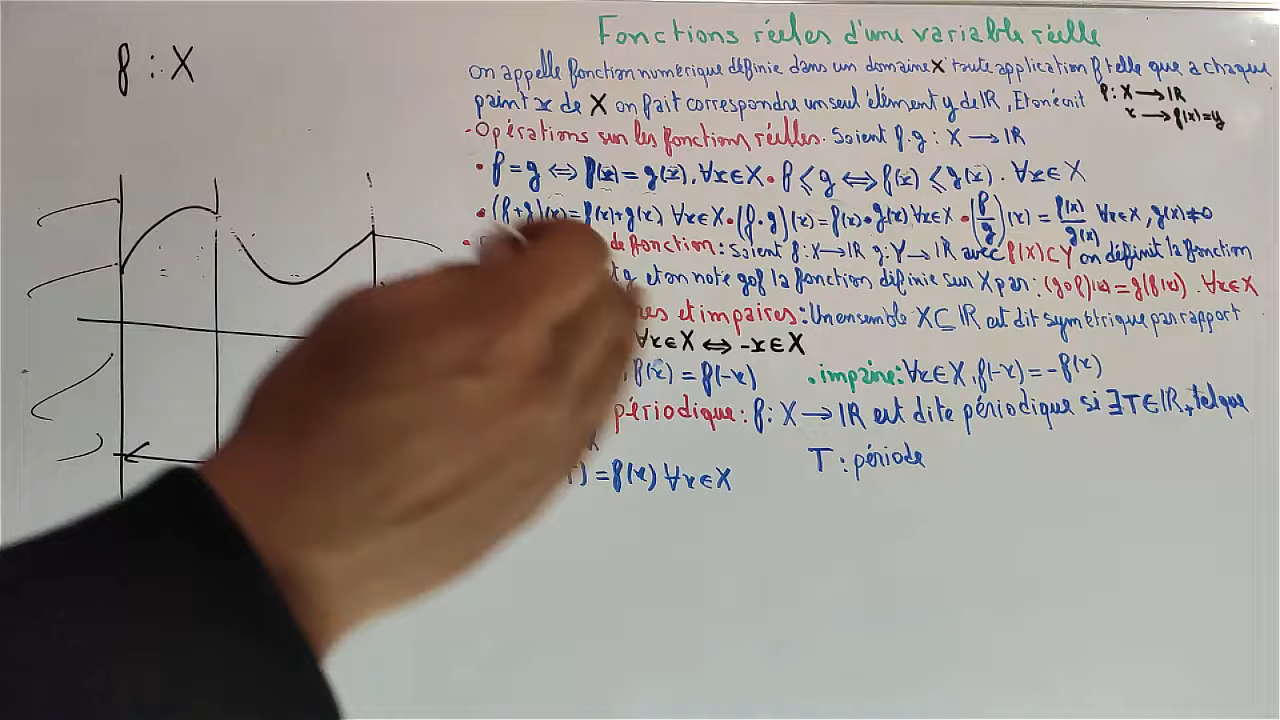 f : X
Fonctions réeles d'une variable réelle
on appelle fonction numérique définie dans un domaine X toute application f telle que a chaque
point x de X on fait correspondre un seul élément y de IR, Et on écrit f : X → IR
x → f(x)=y
• Opérations sur les fonctions réelles. Soient f.g : X → IR
• f = g ⇔ f(x) = g(x), ∀x∈X • f ⩽ g ⇔ f(x) ⩽ g(x). ∀x∈X
• (f+g)(x)=f(x)+g(x) ∀x∈X • (f·g)(x)=f(x)·g(x) ∀x∈X • (f/g)(x) = f(x)/g(x) ∀x∈X, g(x)≠0
de fonction : soient f: X→IR g: Y→IR avec f(X)⊂Y on définit la fonction
et on note gof la fonction définie sur X par : (gof)(x)=g(f(x)). ∀x∈X
et impaires : Un ensemble X⊆IR est dit symétrique par rapport
∀x∈X ⇔ -x∈X
f(x) = f(-x) • impaire: ∀x∈X, f(-x) = -f(x)
périodique : f: X → IR est dite périodique si ∃T∈IR+ tel que
) = f(x) ∀x∈X T : période